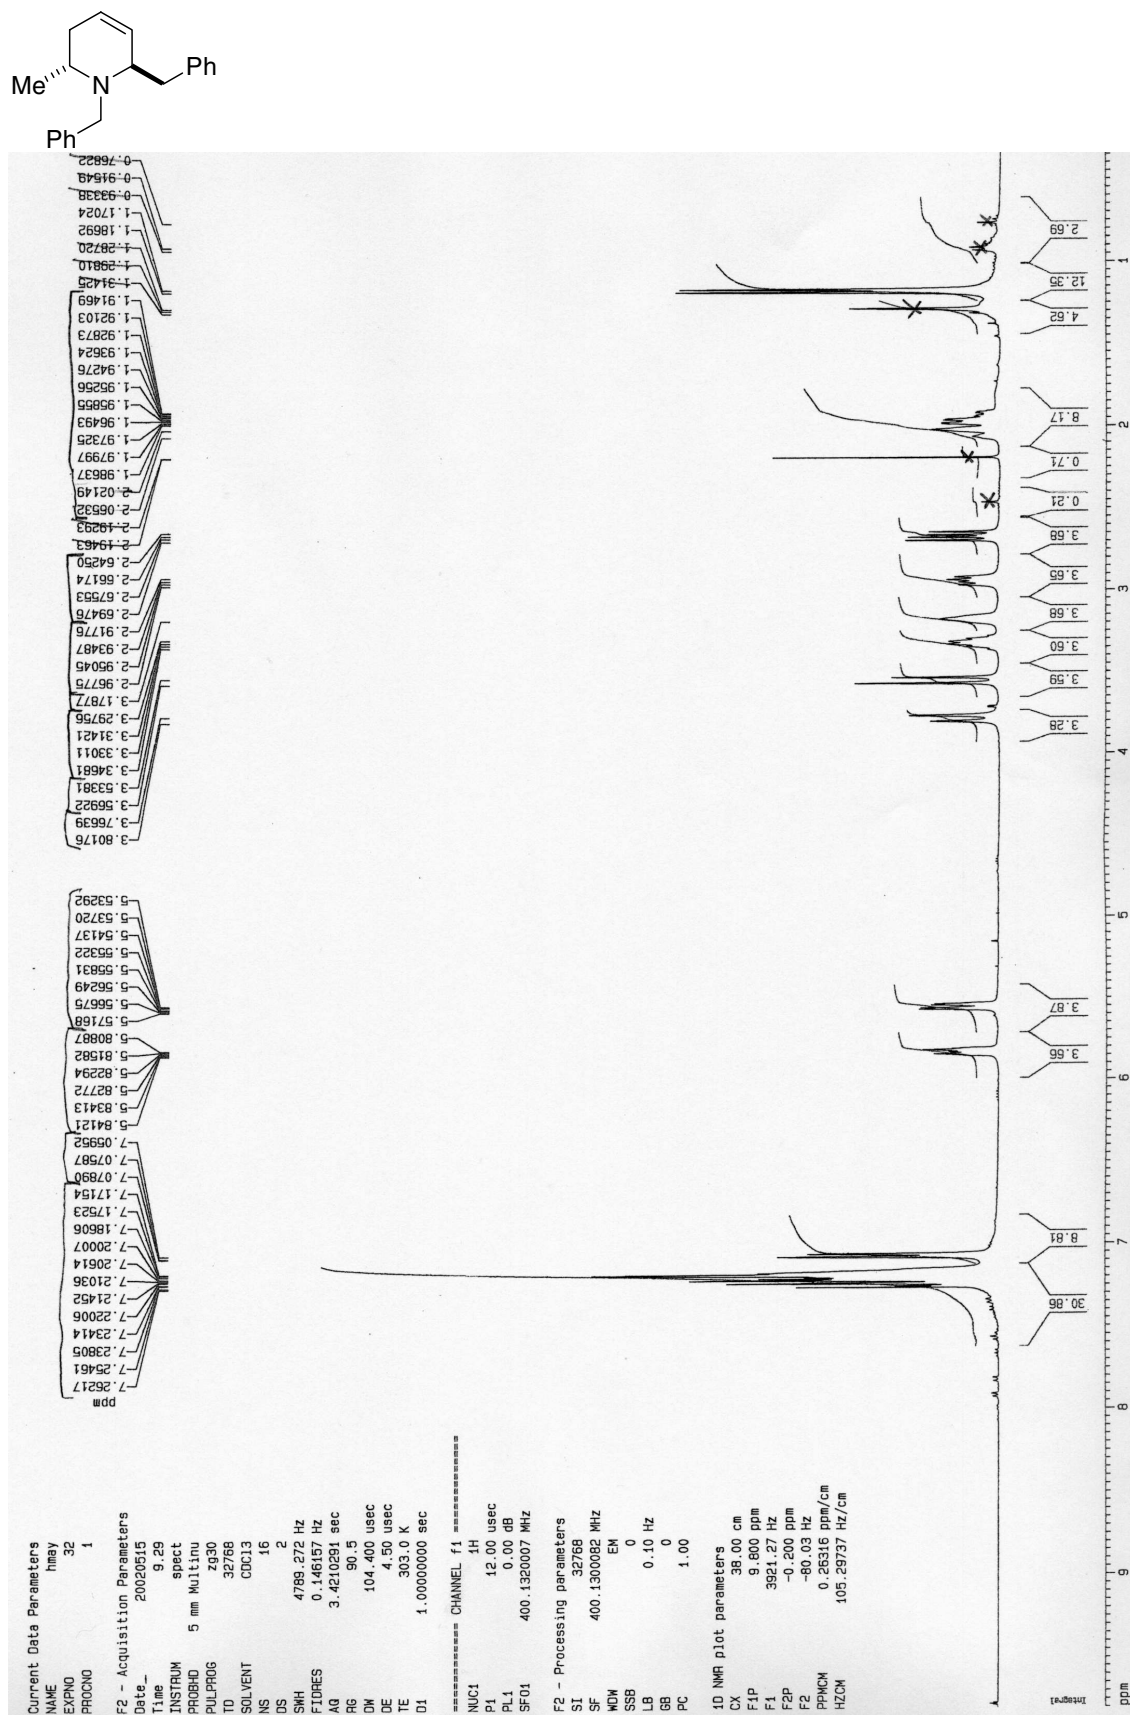 Me
N
Ph
Ph
0.76822
0.91549
0.93338
1.17024
1.18692
1.28720
1.29810
1.31425
1.91469
1.92103
1.92873
1.93624
1.94276
1.95256
1.95855
1.96493
1.97325
1.97997
1.98637
2.02149
2.06532
2.19293
2.19463
2.64250
2.66174
2.67553
2.69476
2.91776
2.93487
2.95045
2.96775
3.17877
3.29756
3.31421
3.33011
3.34681
3.53381
3.56922
3.76639
3.80176
5.53292
5.53720
5.54137
5.55322
5.55831
5.56249
5.56675
5.57168
5.80887
5.81582
5.82294
5.82772
5.83413
5.84121
7.05952
7.07587
7.07890
7.17154
7.17523
7.18606
7.20007
7.20614
7.21036
7.21452
7.22006
7.23414
7.23805
7.25461
7.26217
ppm
Current Data Parameters
NAME hmay
EXPNO 32
PROCNO 1
F2 - Acquisition Parameters
Date_ 20020515
Time 9.29
INSTRUM spect
PROBHD 5 mm Multinu
PULPROG zg30
TD 32768
SOLVENT CDCl3
NS 16
DS 2
SWH 4789.272 Hz
FIDRES 0.146157 Hz
AQ 3.4210291 sec
RG 90.5
DW 104.400 usec
DE 4.50 usec
TE 303.0 K
D1 1.00000000 sec
======== CHANNEL f1 ========
NUC1 1H
P1 12.00 usec
PL1 0.00 dB
SFO1 400.1320007 MHz
F2 - Processing parameters
SI 32768
SF 400.1300082 MHz
WDW EM
SSB 0
LB 0.10 Hz
GB 0
PC 1.00
1D NMR plot parameters
CX 38.00 cm
F1P 9.800 ppm
F1 3921.27 Hz
F2P -0.200 ppm
F2 -80.03 Hz
PPMCM 0.26316 ppm/cm
HZCM 105.29737 Hz/cm
Integral
2.69
12.35
4.62
8.17
0.71
0.21
3.68
3.65
3.68
3.60
3.59
3.28
3.87
3.66
8.81
30.86
ppm
1
2
3
4
5
6
7
8
9